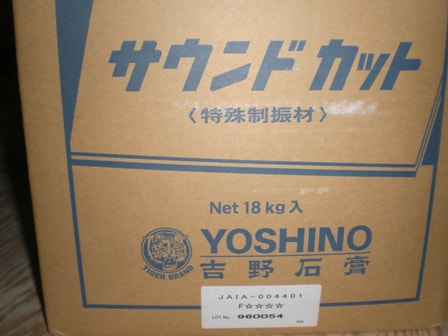 サウンドカット
〈特殊制振材〉
Net 18 kg 入
TIGER BRAND
YOSHINO
吉野石膏
JAIA-004401
F☆☆☆☆
LOT No. 960054